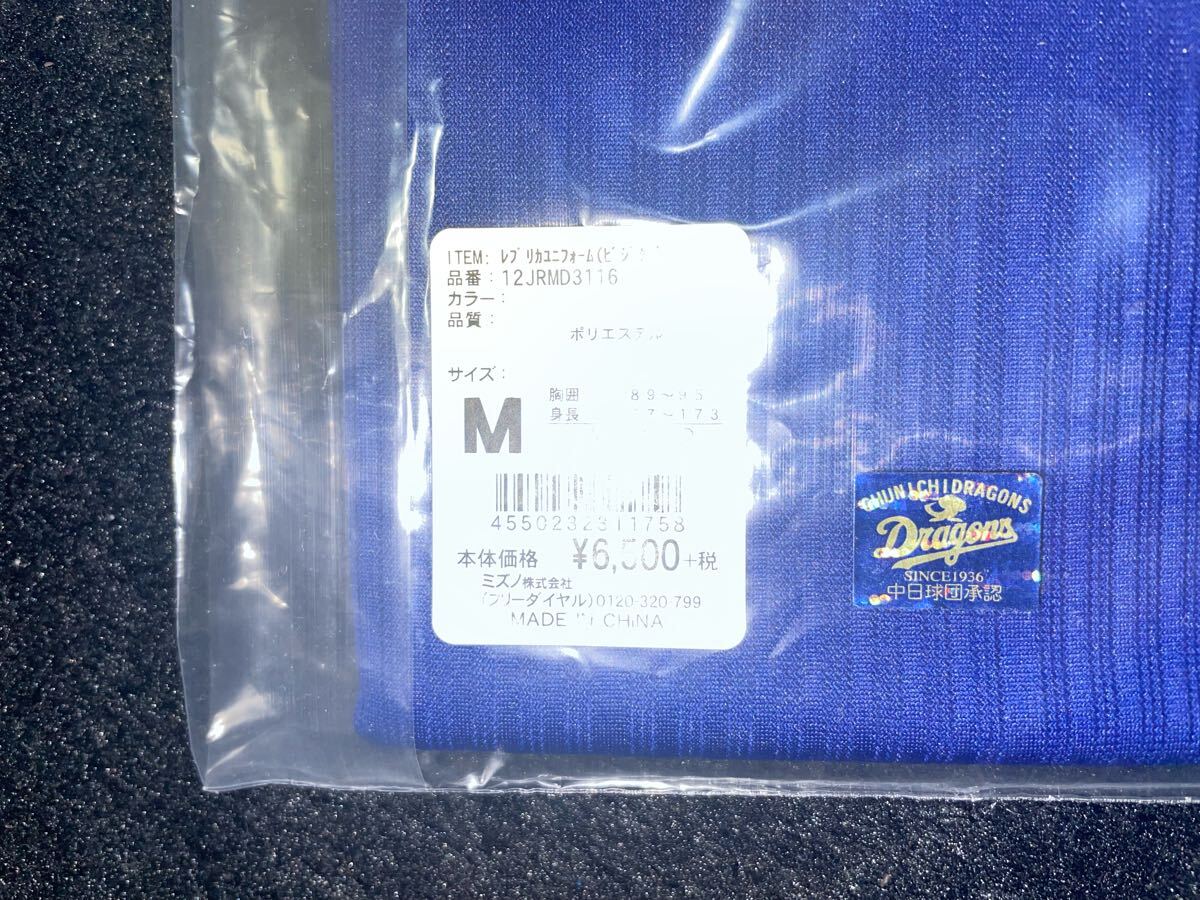 ITEM: レプリカユニフォーム(ビジ
品番：12JRMD3116
カラー：
品質：
ポリエステル
サイズ：
M
胸囲 89～95
身長 7～173
4550232311758
本体価格 ¥6,500+税
ミズノ株式会社
(フリーダイヤル)0120-320-799
MADE IN CHINA
CHUNICHI DRAGONS
Dragons
SINCE1936
中日球団承認